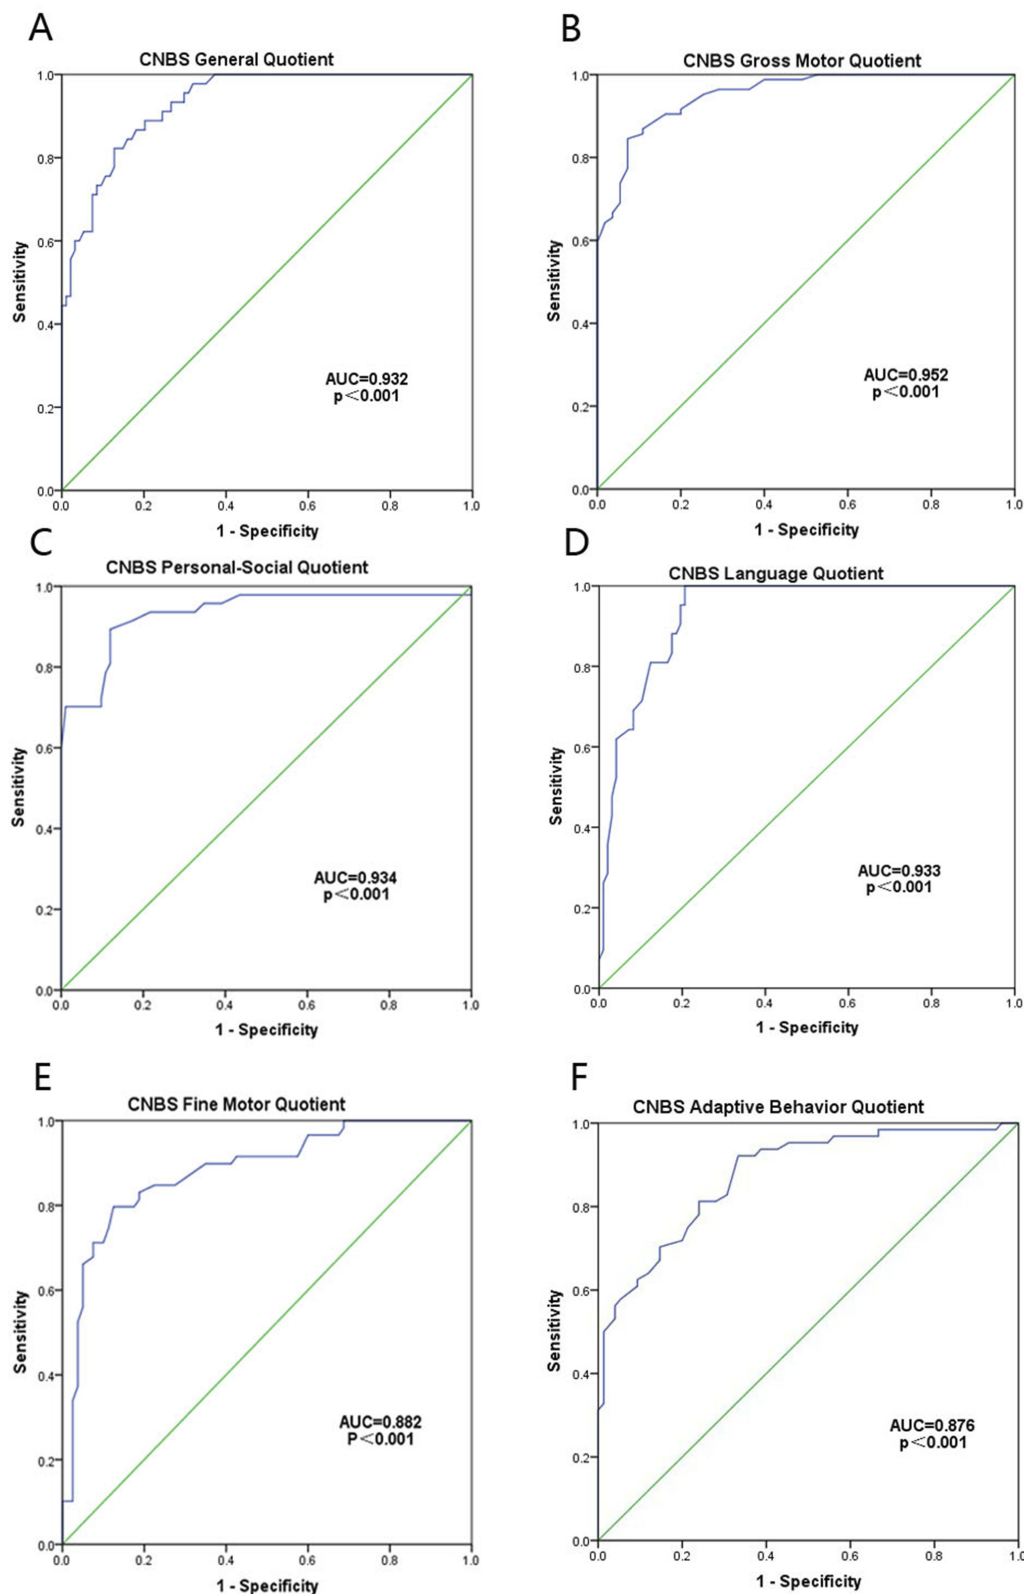 A
CNBS General Quotient
1.0
0.8
0.6
0.4
0.2
0.0
Sensitivity
AUC=0.932
p<0.001
0.0 0.2 0.4 0.6 0.8 1.0
1 - Specificity
B
CNBS Gross Motor Quotient
1.0
0.8
0.6
0.4
0.2
0.0
Sensitivity
AUC=0.952
p<0.001
0.0 0.2 0.4 0.6 0.8 1.0
1 - Specificity
C
CNBS Personal-Social Quotient
1.0
0.8
0.6
0.4
0.2
0.0
Sensitivity
AUC=0.934
p<0.001
0.0 0.2 0.4 0.6 0.8 1.0
1 - Specificity
D
CNBS Language Quotient
1.0
0.8
0.6
0.4
0.2
0.0
Sensitivity
AUC=0.933
p<0.001
0.0 0.2 0.4 0.6 0.8 1.0
1 - Specificity
E
CNBS Fine Motor Quotient
1.0
0.8
0.6
0.4
0.2
0.0
Sensitivity
AUC=0.882
P<0.001
0.0 0.2 0.4 0.6 0.8 1.0
1 - Specificity
F
CNBS Adaptive Behavior Quotient
1.0
0.8
0.6
0.4
0.2
0.0
Sensitivity
AUC=0.876
p<0.001
0.0 0.2 0.4 0.6 0.8 1.0
1 - Specificity